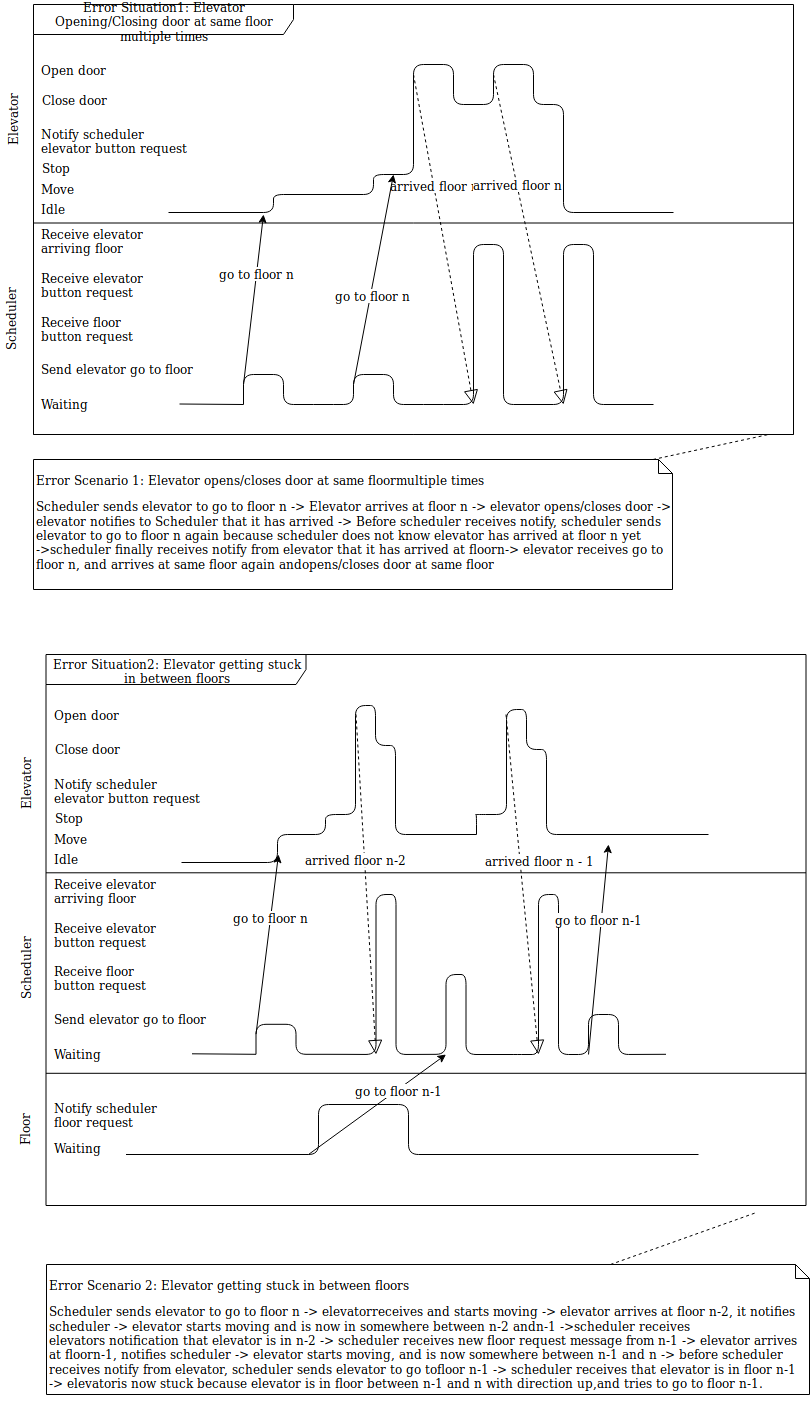 Error Situation1: Elevator
Opening/Closing door at same floor
multiple times
Elevator
Open door
Close door
Notify scheduler
elevator button request
Stop
Move
Idle
arrived floor
arrived floor n
Scheduler
Receive elevator
arriving floor
Receive elevator
button request
Receive floor
button request
Send elevator go to floor
Waiting
go to floor n
go to floor n
Error Scenario 1: Elevator opens/closes door at same floormultiple times
Scheduler sends elevator to go to floor n -> Elevator arrives at floor n -> elevator opens/closes door ->
elevator notifies to Scheduler that it has arrived -> Before scheduler receives notify, scheduler sends
elevator to go to floor n again because scheduler does not know elevator has arrived at floor n yet
->scheduler finally receives notify from elevator that it has arrived at floorn-> elevator receives go to
floor n, and arrives at same floor again andopens/closes door at same floor
Error Situation2: Elevator getting stuck
in between floors
Elevator
Open door
Close door
Notify scheduler
elevator button request
Stop
Move
Idle
arrived floor n-2
arrived floor n - 1
Scheduler
Receive elevator
arriving floor
Receive elevator
button request
Receive floor
button request
Send elevator go to floor
Waiting
go to floor n
go to floor n-1
Floor
go to floor n-1
Notify scheduler
floor request
Waiting
Error Scenario 2: Elevator getting stuck in between floors
Scheduler sends elevator to go to floor n -> elevatorreceives and starts moving -> elevator arrives at floor n-2, it notifies
scheduler -> elevator starts moving and is now in somewhere between n-2 andn-1 ->scheduler receives
elevators notification that elevator is in n-2 -> scheduler receives new floor request message from n-1 -> elevator arrives
at floorn-1, notifies scheduler -> elevator starts moving, and is now somewhere between n-1 and n -> before scheduler
receives notify from elevator, scheduler sends elevator to go tofloor n-1 -> scheduler receives that elevator is in floor n-1
-> elevatoris now stuck because elevator is in floor between n-1 and n with direction up,and tries to go to floor n-1.